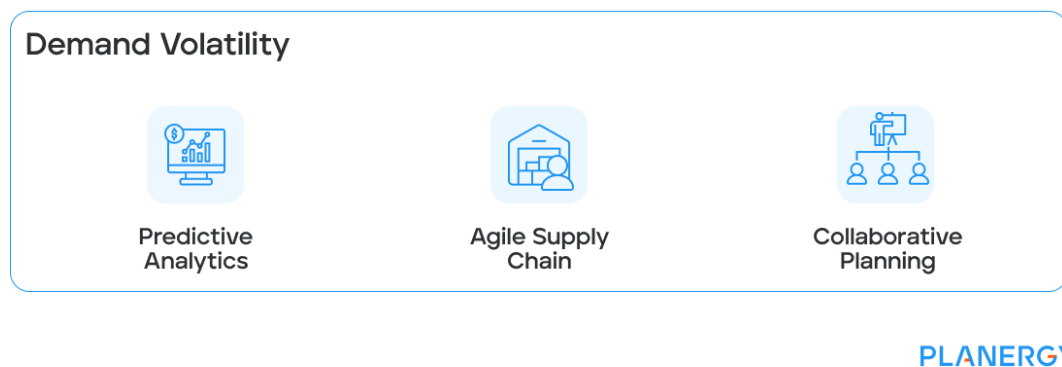 Demand Volatility
$
Predictive
Analytics
Agile Supply
Chain
Collaborative
Planning
PLANERGY